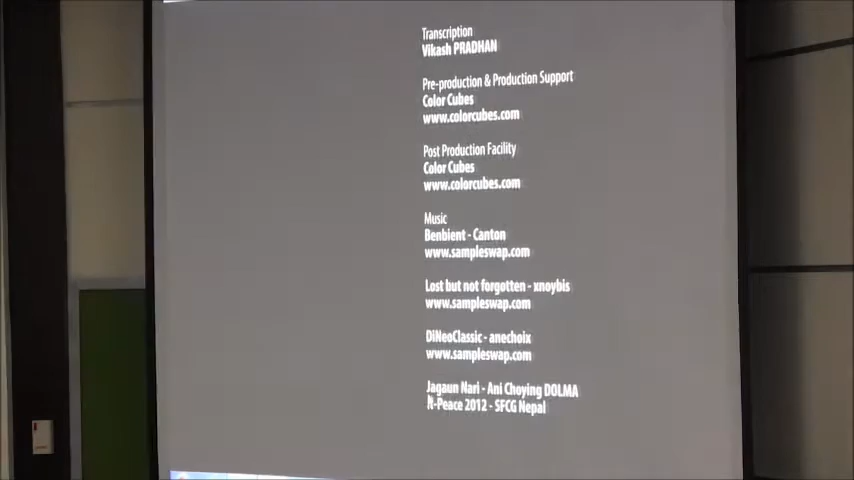 Transcription
Vikash PRADHAN
Pre-production & Production Support
Color Cubes
www.colorcubes.com
Post Production Facility
Color Cubes
www.colorcubes.com
Music
Benbient - Canton
www.sampleswap.com
Lost but not forgotten - xnoybis
www.sampleswap.com
DiNeoClassic - anechoix
www.sampleswap.com
Jagaun Nari - Ani Choying DOLMA
N-Peace 2012 - SFCG Nepal